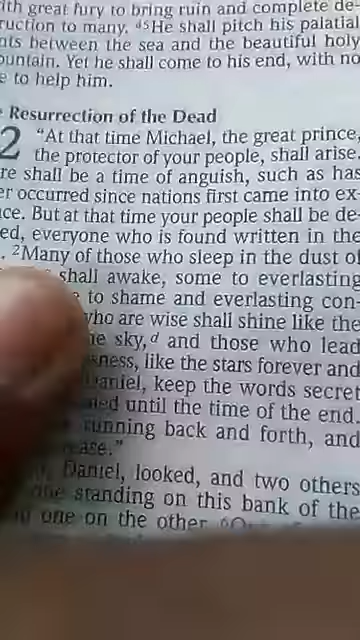 ith great fury to bring ruin and complete de-
ruction to many. 45He shall pitch his palatial
nts between the sea and the beautiful holy
ountain. Yet he shall come to his end, with no
e to help him.
Resurrection of the Dead
2 “At that time Michael, the great prince,
the protector of your people, shall arise.
re shall be a time of anguish, such as has
er occurred since nations first came into ex-
ce. But at that time your people shall be de-
ed, everyone who is found written in the
. 2Many of those who sleep in the dust of
shall awake, some to everlasting
to shame and everlasting con-
who are wise shall shine like the
he sky,d and those who lead
sness, like the stars forever and
Daniel, keep the words secret
ed until the time of the end.
running back and forth, and
ease.”
Daniel, looked, and two others
standing on this bank of the
one on the other